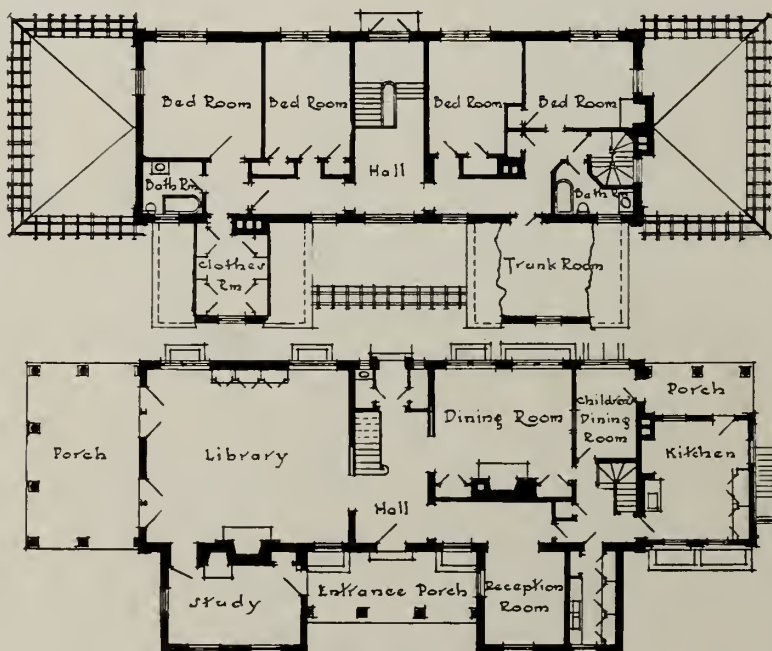 Bed Room
Bed Room
Bed Room
Bed Room
Hall
Bath Rm
Bath Rm
Clothes
Rm
Trunk Room
Porch
Library
Dining Room
Children's
Dining
Room
Porch
Kitchen
Hall
Study
Entrance Porch
Reception
Room